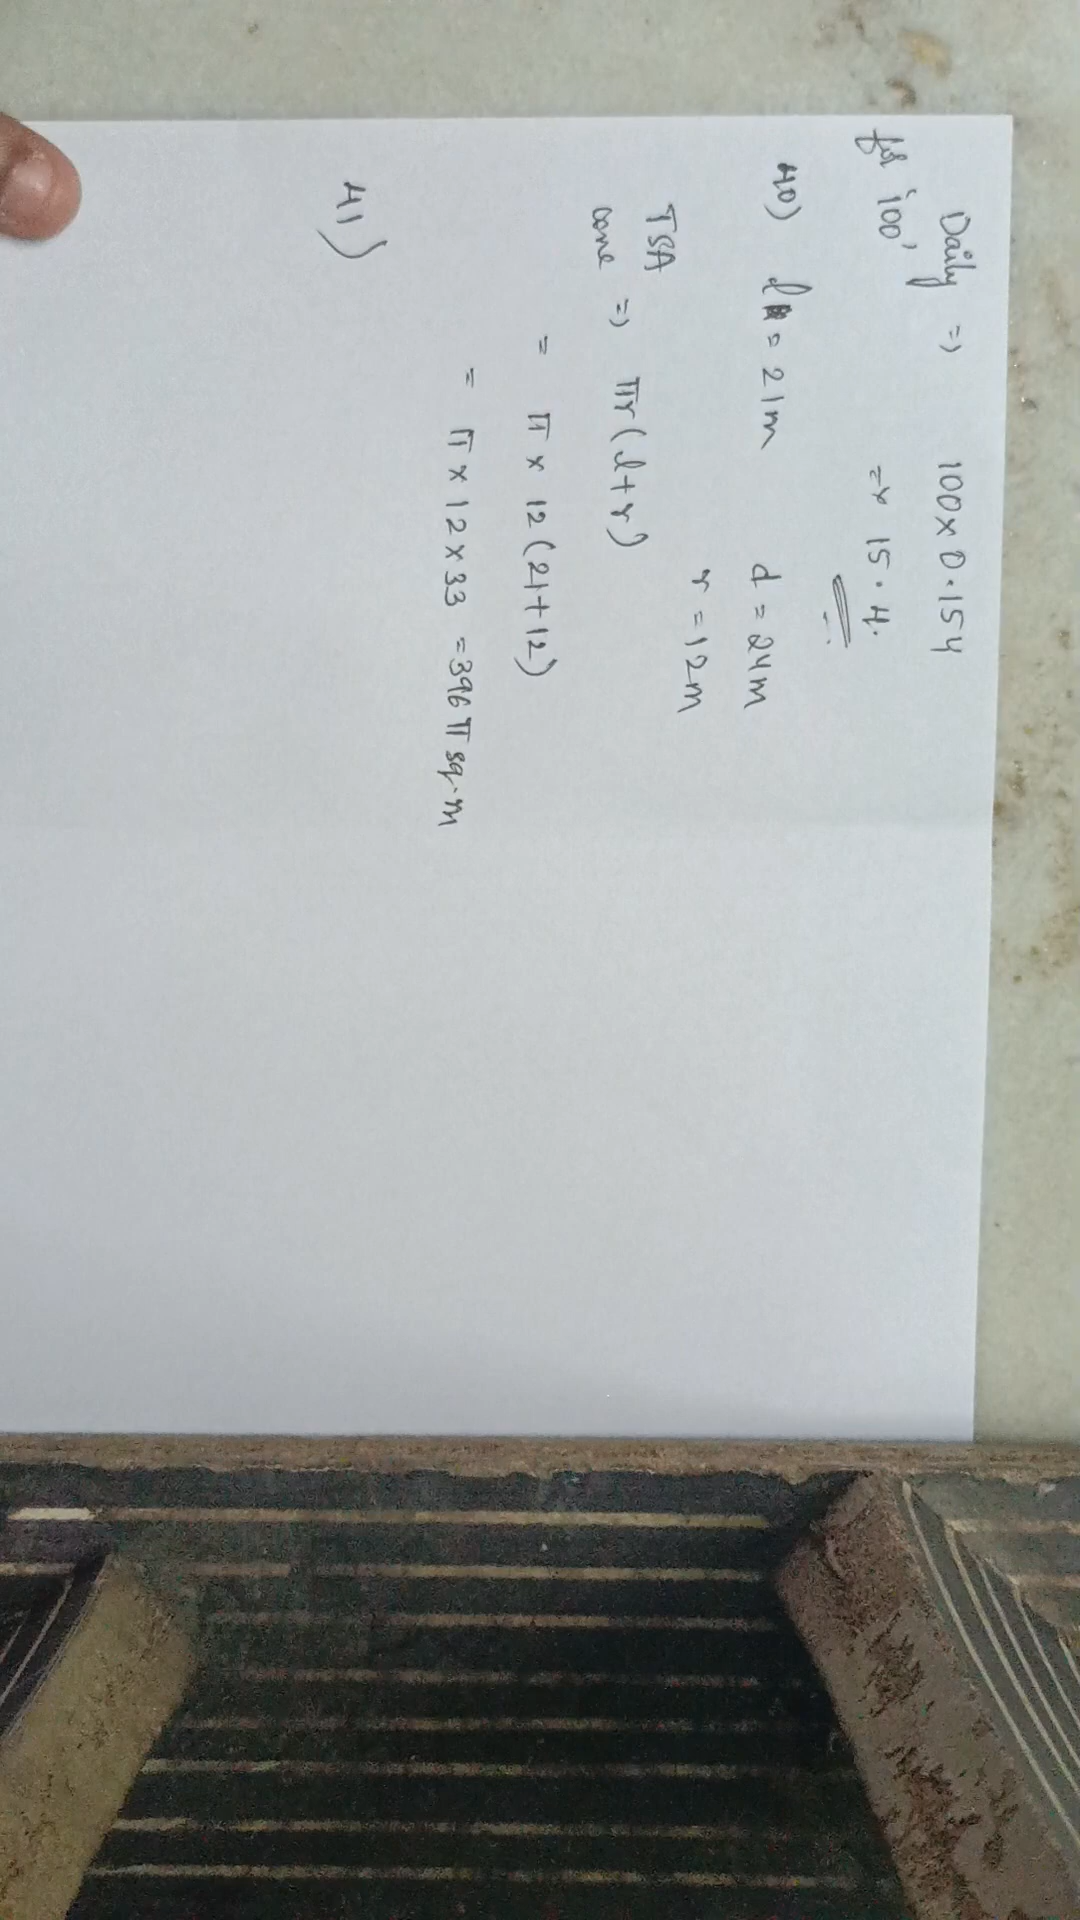 Daily => 100 x 0.154
for '100'
=> 15.4.
40) l = 21m d = 24m
r = 12m
TSA
cone => πr(l+r)
= π x 12(21+12)
= π x 12 x 33 = 396 π sq.m
41)